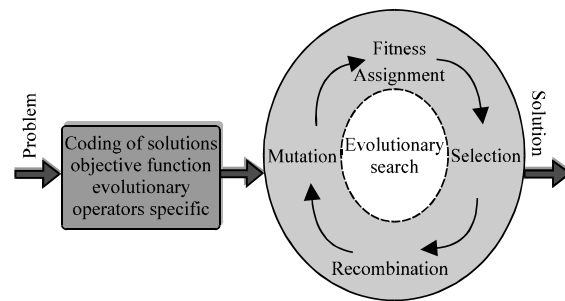 Problem
Coding of solutions
objective function
evolutionary
operators specific
Fitness
Assignment
Mutation
Evolutionary
search
Selection
Recombination
Solution